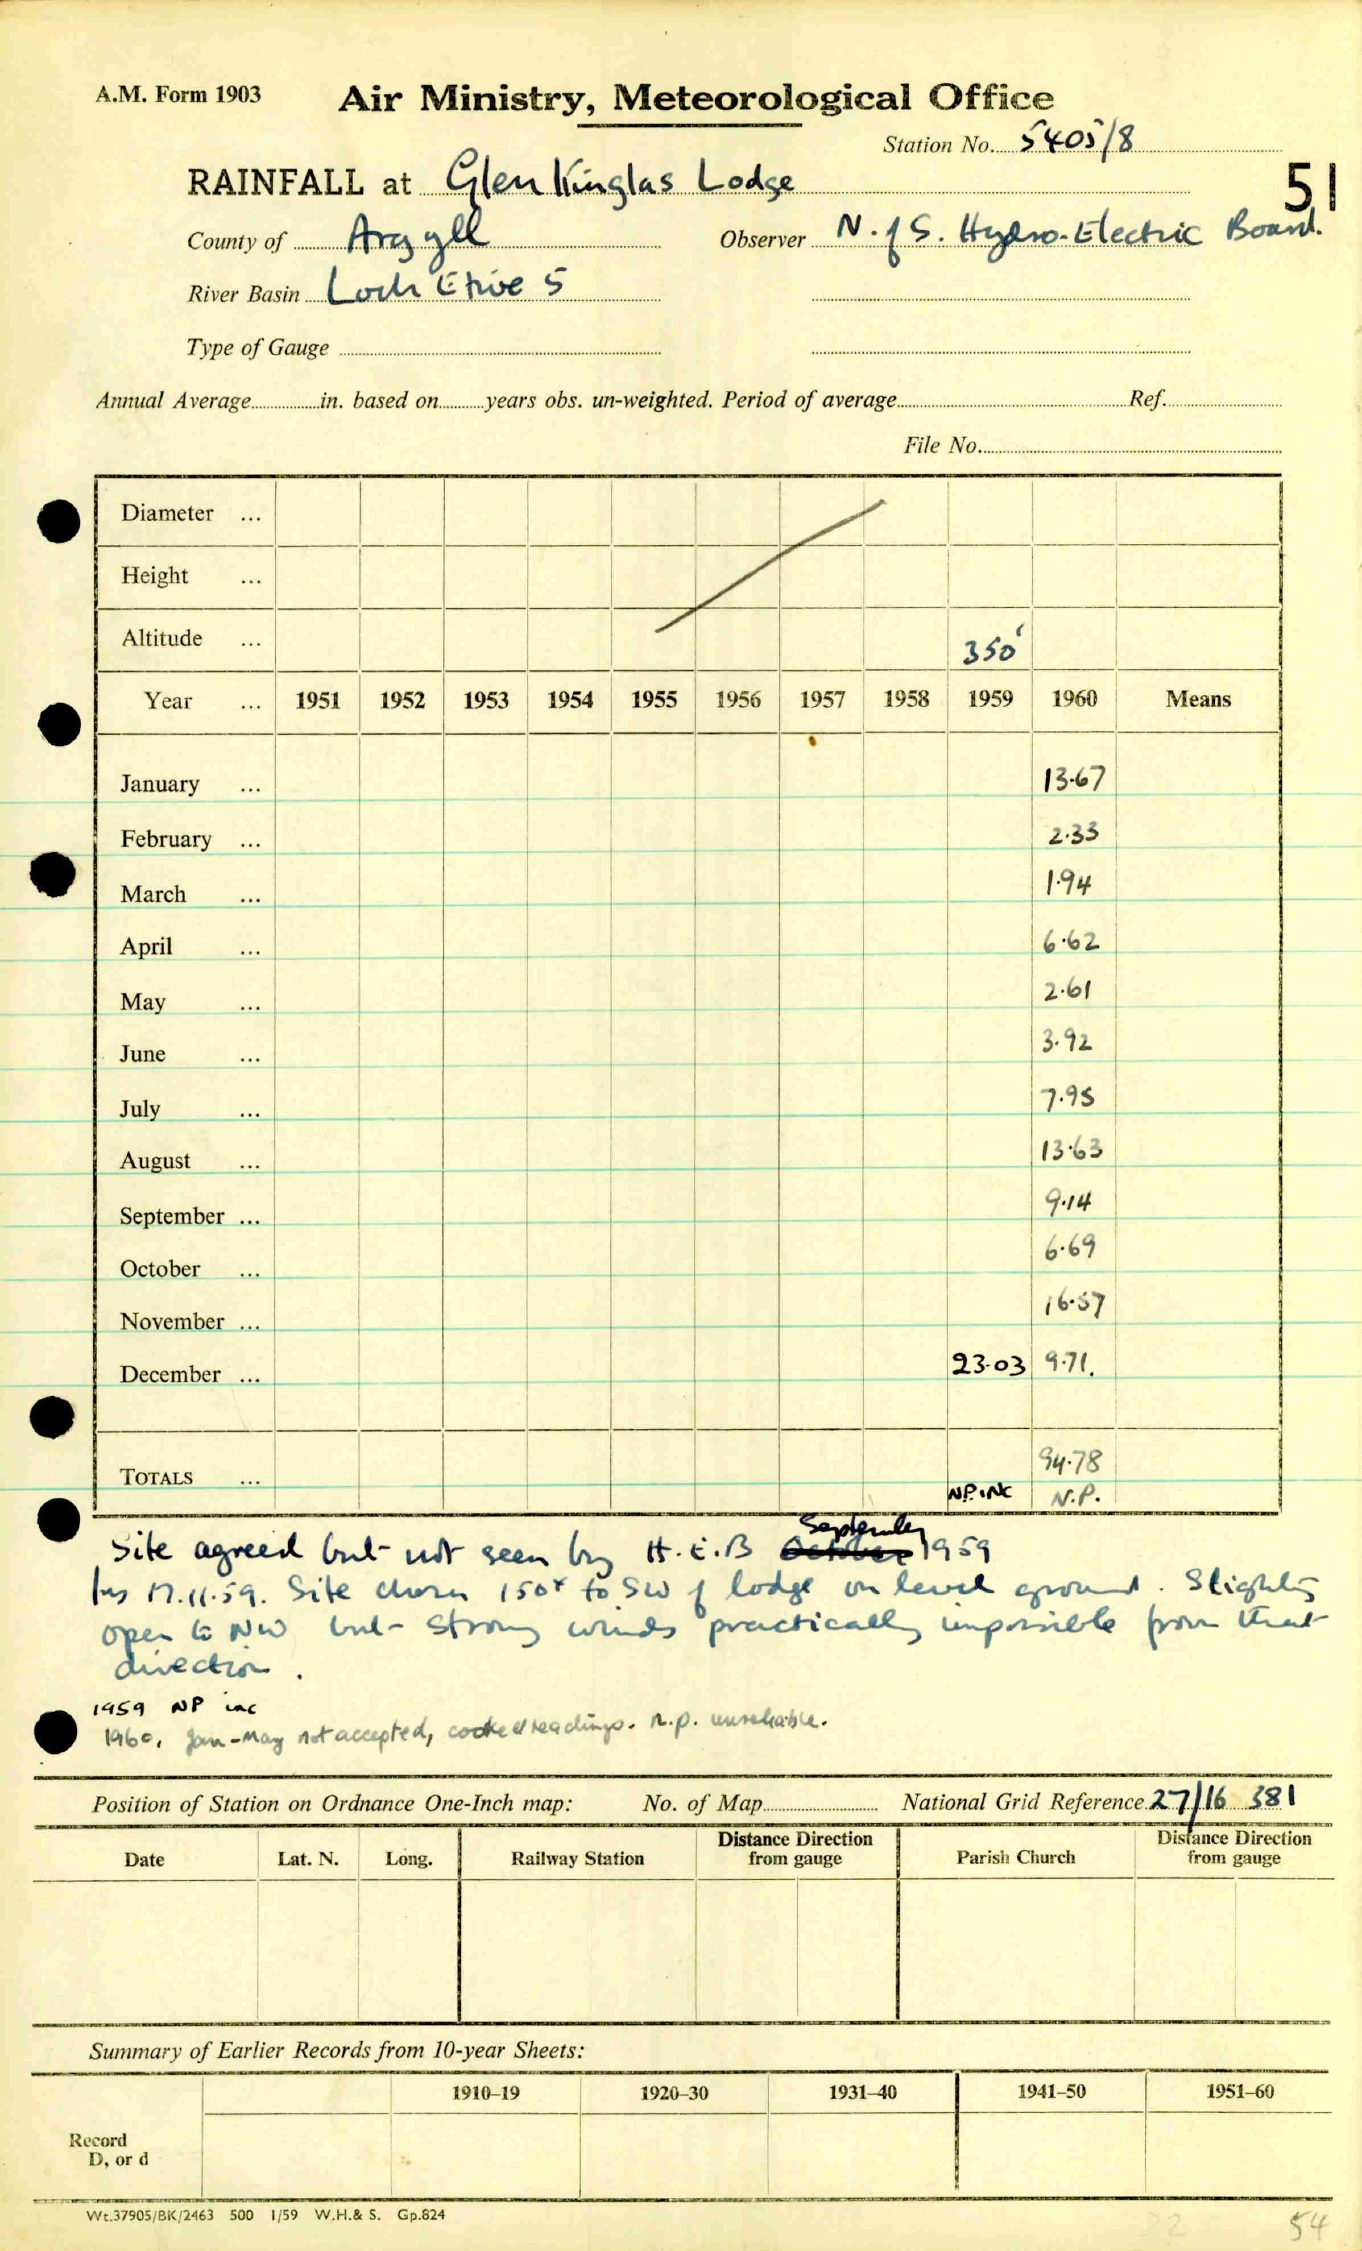 A.M. Form 1903
Air Ministry, Meteorological Office
Station No. 5405/8
RAINFALL at Glen Kinglas Lodge
51
County of Argyll Observer N. of S. Hydro-Electric Board.
River Basin Loch Etive 5
Type of Gauge
Annual Average in. based on years obs. un-weighted. Period of average Ref.
File No.
Diameter ...
Height ...
Altitude ... 350'
Year ... 1951 1952 1953 1954 1955 1956 1957 1958 1959 1960 Means
January ... 13.67
February ... 2.33
March ... 1.94
April ... 6.62
May ... 2.61
June ... 3.92
July ... 7.95
August ... 13.63
September ... 9.14
October ... 6.69
November ... 16.57
December ... 23.03 9.71.
TOTALS ... 94.78
N.P. INC N.P.
September
Site agreed but not seen by H.E.B October 1959
Ins 17.11.59. Site chosen 150x to SW of lodge on level ground. Slightly
open to NW but strong winds practically impossible from that
direction.
1959 NP inc
1960. Jan-May not accepted, cooked readings. n.p. unreliable.
Position of Station on Ordnance One-Inch map: No. of Map National Grid Reference 27/16 381
Date Lat. N. Long. Railway Station Distance Direction from gauge Parish Church Distance Direction from gauge
Summary of Earlier Records from 10-year Sheets:
1910–19 1920–30 1931–40 1941–50 1951–60
Record
D, or d
Wt.37905/BK/2463 500 1/59 W.H.& S. Gp.824
22 54